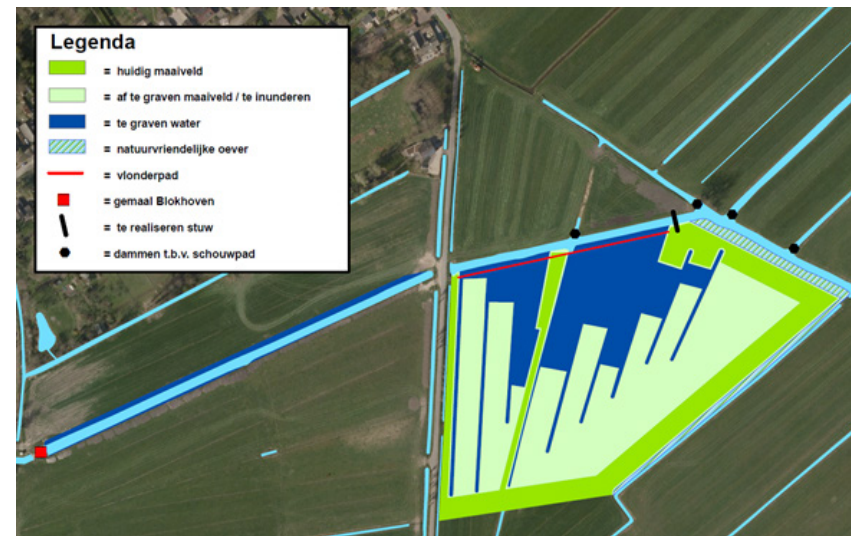 Legenda
= huidig maaiveld
= af te graven maaiveld / te inunderen
= te graven water
= natuurvriendelijke oever
= vlonderpad
= gemaal Blokhoven
= te realiseren stuw
= dammen t.b.v. schouwpad